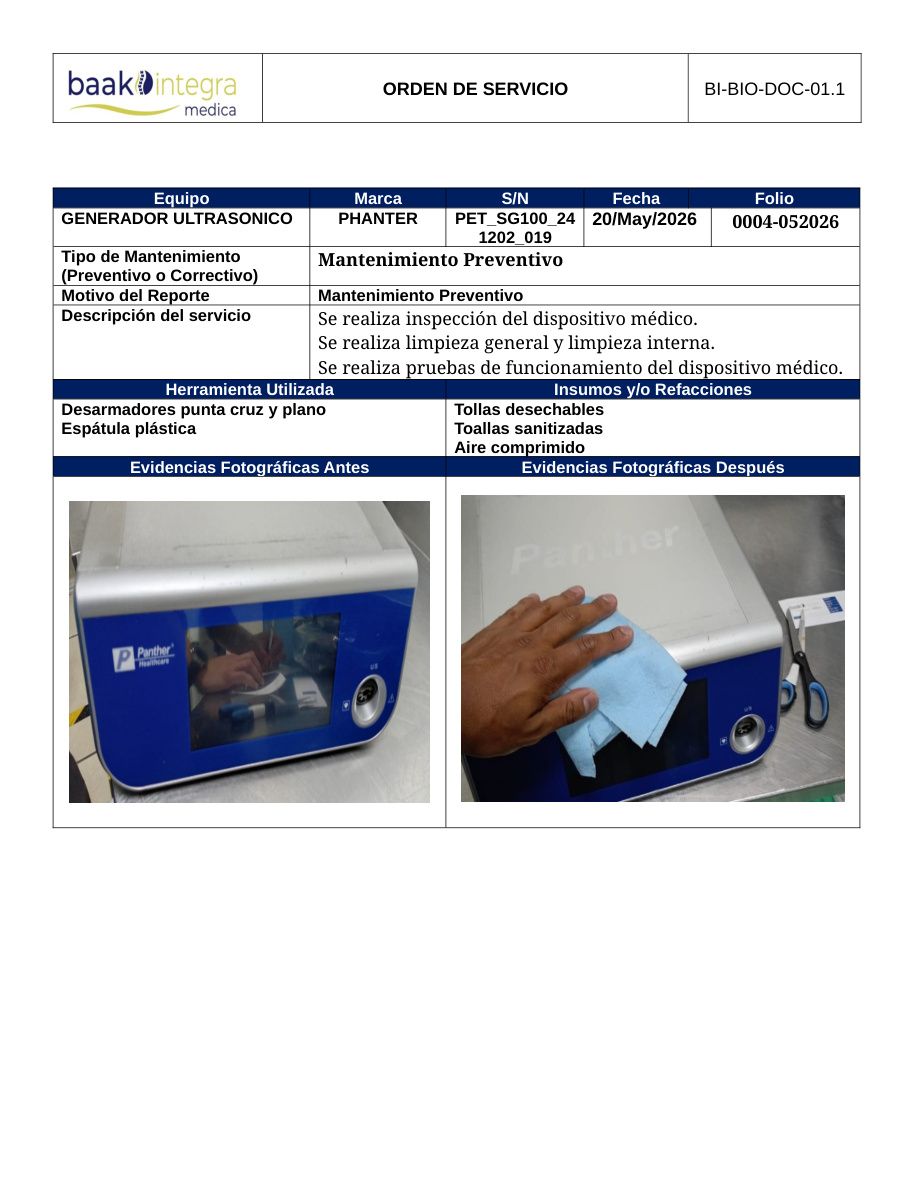 baak integra
medica
ORDEN DE SERVICIO
BI-BIO-DOC-01.1
Equipo Marca S/N Fecha Folio
GENERADOR ULTRASONICO PHANTER PET_SG100_24 20/May/2026 0004-052026
1202_019
Tipo de Mantenimiento Mantenimiento Preventivo
(Preventivo o Correctivo)
Motivo del Reporte Mantenimiento Preventivo
Descripción del servicio Se realiza inspección del dispositivo médico.
Se realiza limpieza general y limpieza interna.
Se realiza pruebas de funcionamiento del dispositivo médico.
Herramienta Utilizada Insumos y/o Refacciones
Desarmadores punta cruz y plano Tollas desechables
Espátula plástica Toallas sanitizadas
Aire comprimido
Evidencias Fotográficas Antes Evidencias Fotográficas Después
Panther
P Panther
Healthcare
US
US